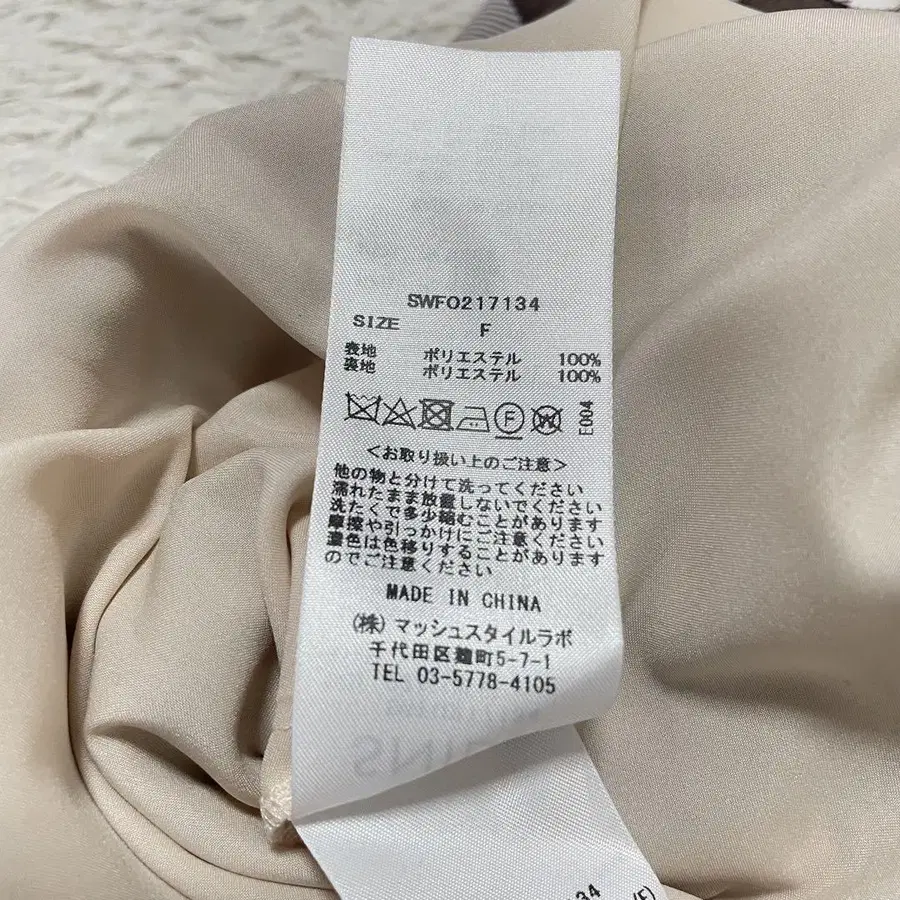 SWFO217134
SIZE F
表地 ポリエステル 100%
裏地 ポリエステル 100%
F W E004
<お取り扱い上のご注意>
他の物と分けて洗ってください
濡れたまま放置しないでください
洗たくで多少縮むことがあります
摩擦や引っかけにご注意ください
濃色は色移りすることがあります
のでご注意ください
MADE IN CHINA
(株)マッシュスタイルラボ
千代田区麹町5-7-1
TEL 03-5778-4105
134
(F)